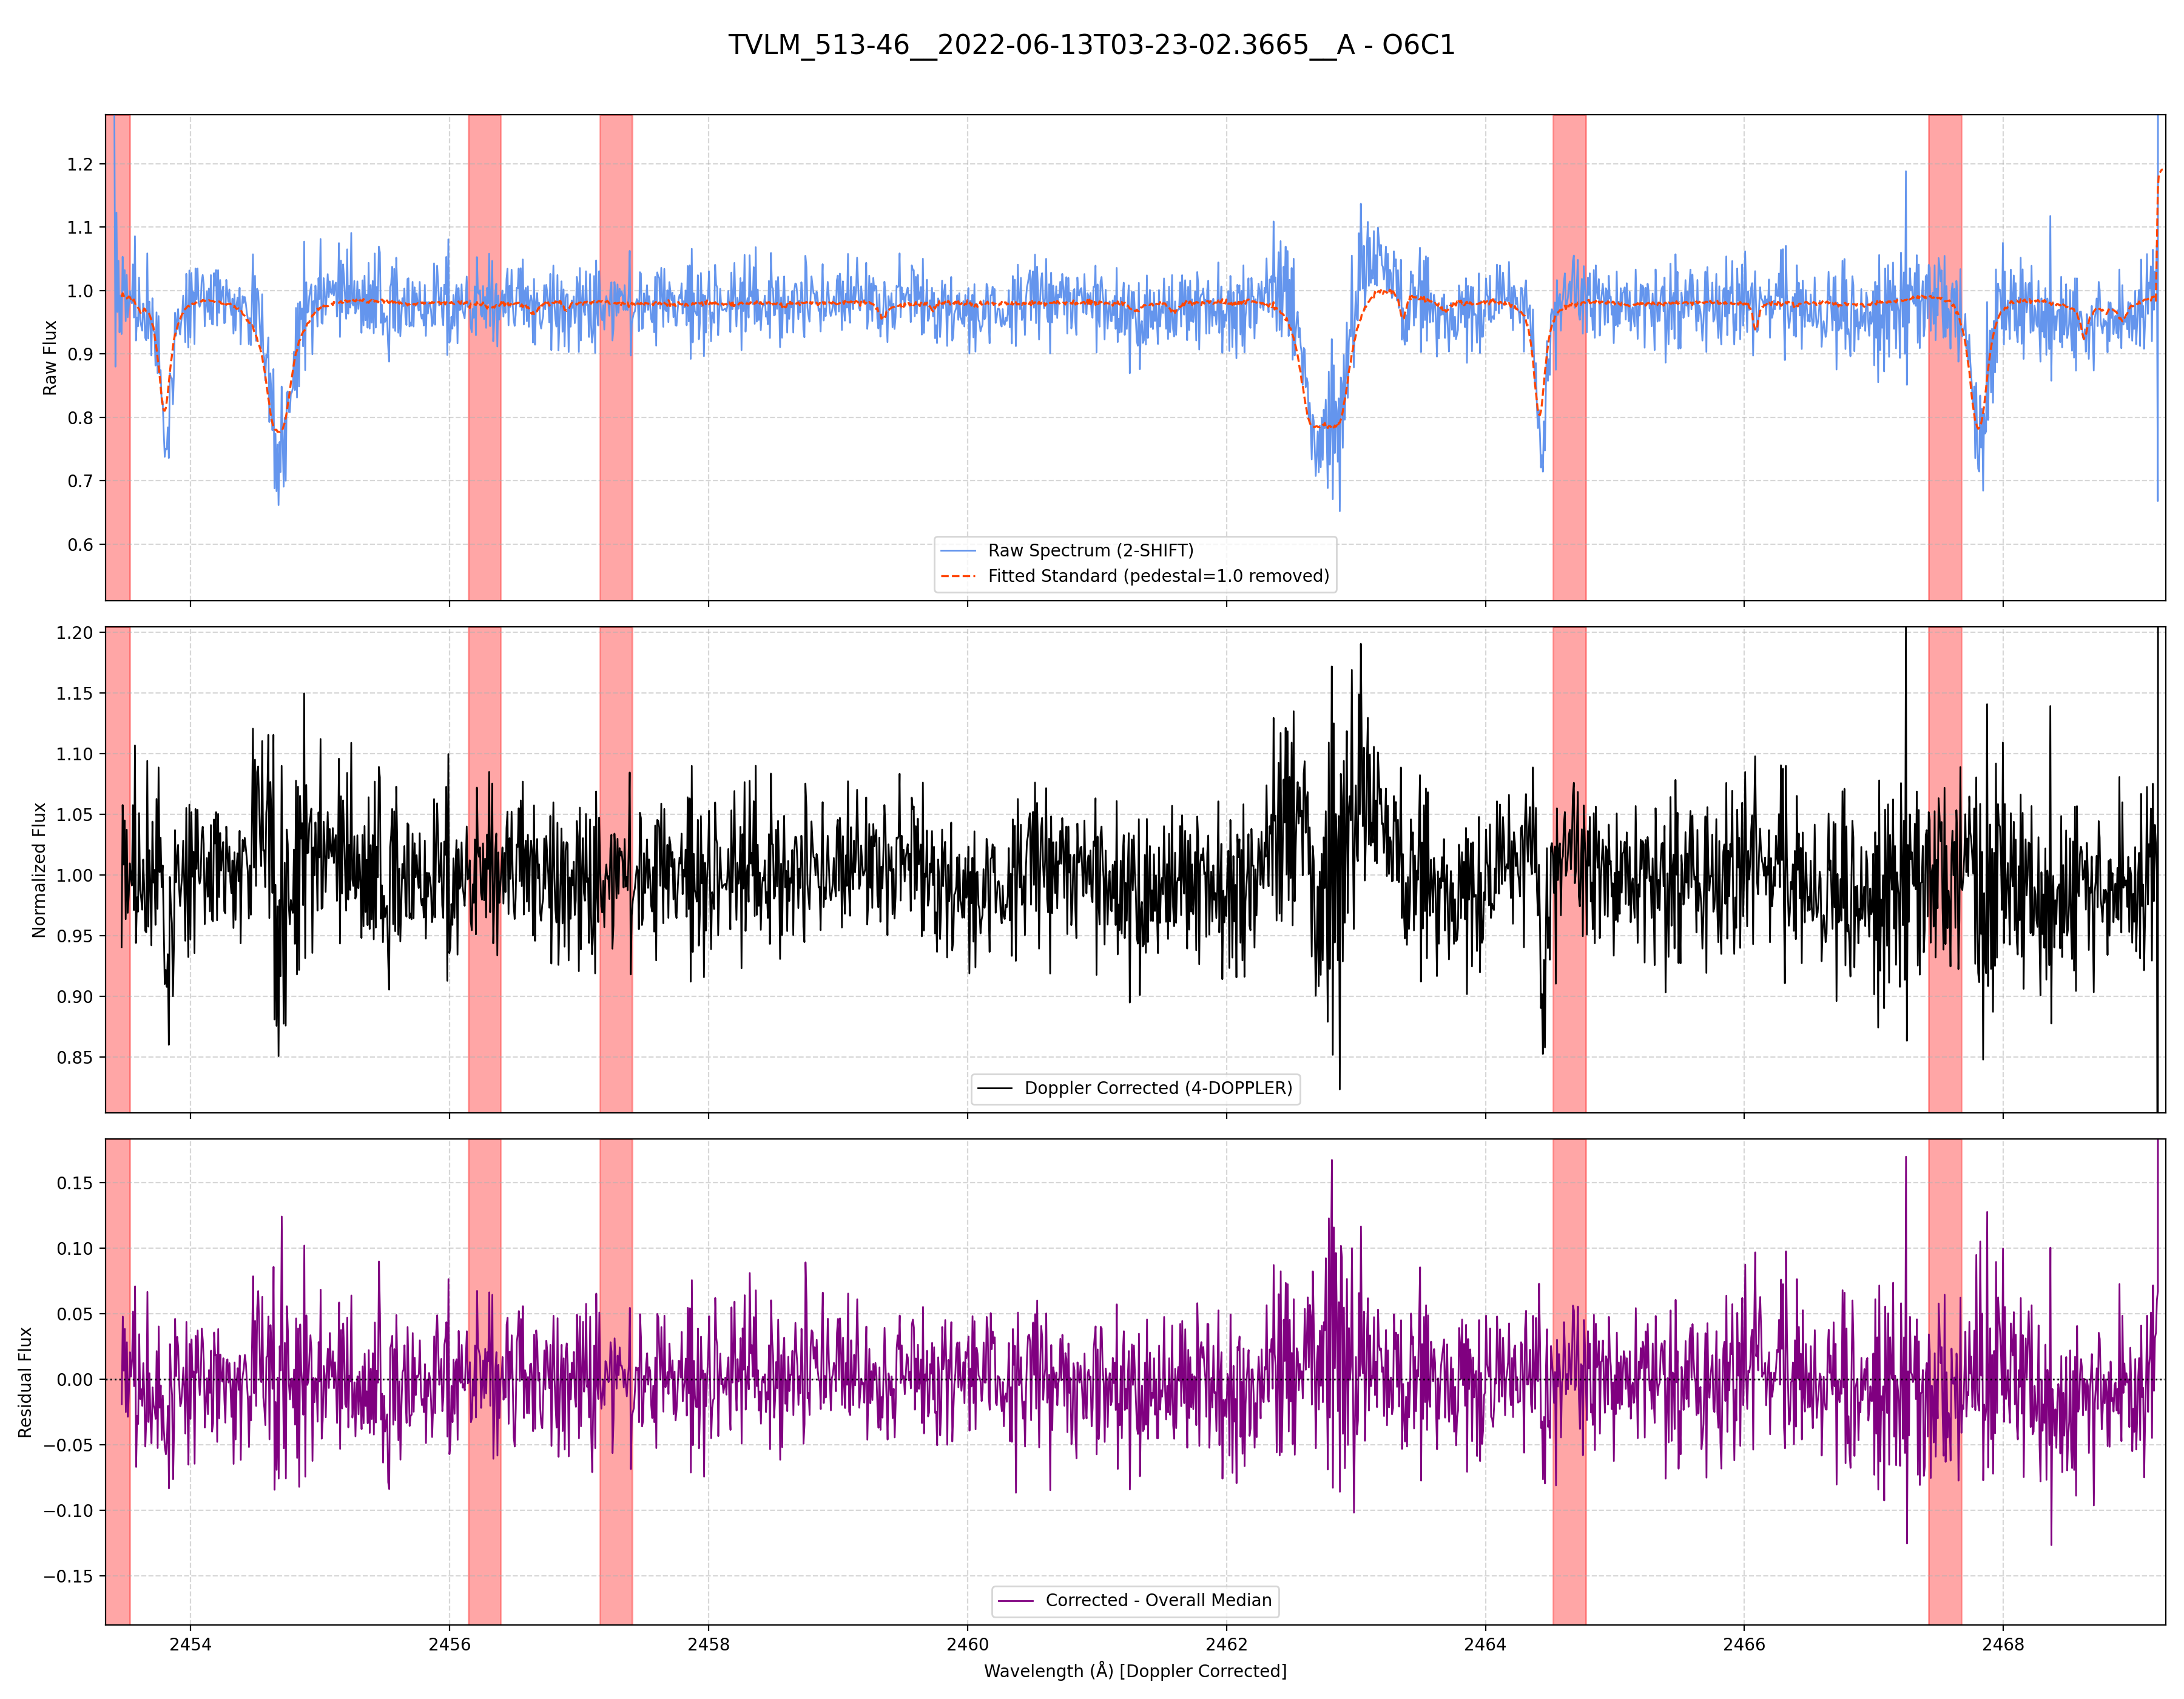 TVLM_513-46__2022-06-13T03-23-02.3665__A - O6C1
1.2
1.1
1.0
0.9
0.8
0.7
0.6
Raw Flux
Raw Spectrum (2-SHIFT)
Fitted Standard (pedestal=1.0 removed)
1.20
1.15
1.10
1.05
1.00
0.95
0.90
0.85
Normalized Flux
Doppler Corrected (4-DOPPLER)
0.15
0.10
0.05
0.00
−0.05
−0.10
−0.15
Residual Flux
Corrected - Overall Median
2454 2456 2458 2460 2462 2464 2466 2468
Wavelength (Å) [Doppler Corrected]